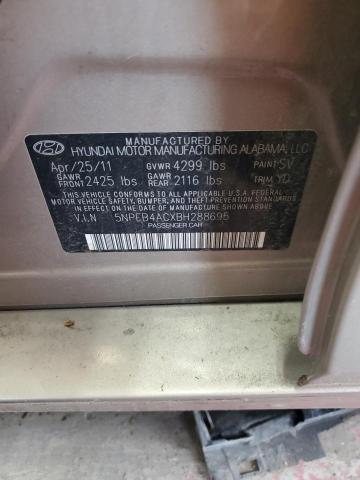 MANUFACTURED BY
HYUNDAI MOTOR MANUFACTURING ALABAMA, LLC
Apr/25/11 GVWR 4299 lbs PAINT SV
GAWR FRONT 2425 lbs GAWR REAR 2116 lbs TRIM YD
THIS VEHICLE CONFORMS TO ALL APPLICABLE U.S.A FEDERAL
MOTOR VEHICLE SAFETY, BUMPER, AND THEFT PREVENTION
STANDARDS IN EFFECT ON THE DATE OF MANUFACTURE SHOWN ABOVE.
V.I.N 5NPEB4ACXBH288695
PASSENGER CAR